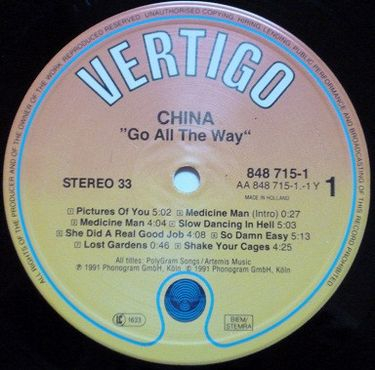 ALL RIGHTS OF THE PRODUCER AND OF THE OWNER OF THE WORK REPRODUCED RESERVED. UNAUTHORISED COPYING, HIRING, LENDING, PUBLIC PERFORMANCE AND BROADCASTING OF THIS RECORD PROHIBITED
VERTIGO
CHINA
"Go All The Way"
STEREO 33
848 715-1
AA 848 715-1.-1 Y
MADE IN HOLLAND
1
Pictures Of You 5:02 Medicine Man (Intro) 0:27
Medicine Man 4:04 Slow Dancing In Hell 5:03
She Did A Real Good Job 4:08 So Damn Easy 5:13
Lost Gardens 0:46 Shake Your Cages 4:25
All titles: PolyGram Songs/Artemis Music
℗ 1991 Phonogram GmbH, Köln © 1991 Phonogram GmbH, Köln
LC 1633
BIEM/
STEMRA